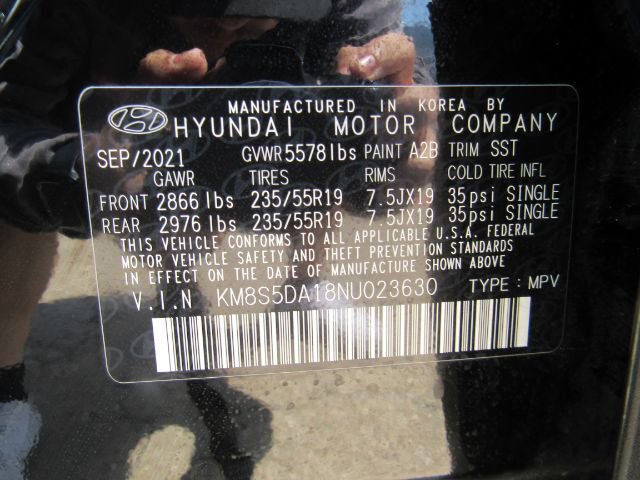 MANUFACTURED IN KOREA BY
HYUNDAI MOTOR COMPANY
SEP/2021 GVWR 5578 lbs PAINT A2B TRIM SST
GAWR TIRES RIMS COLD TIRE INFL
FRONT 2866 lbs 235/55R19 7.5JX19 35psi SINGLE
REAR 2976 lbs 235/55R19 7.5JX19 35psi SINGLE
THIS VEHICLE CONFORMS TO ALL APPLICABLE U.S.A. FEDERAL
MOTOR VEHICLE SAFETY AND THEFT PREVENTION STANDARDS
IN EFFECT ON THE DATE OF MANUFACTURE SHOWN ABOVE
V.I.N KM8S5DA18NU023630 TYPE: MPV